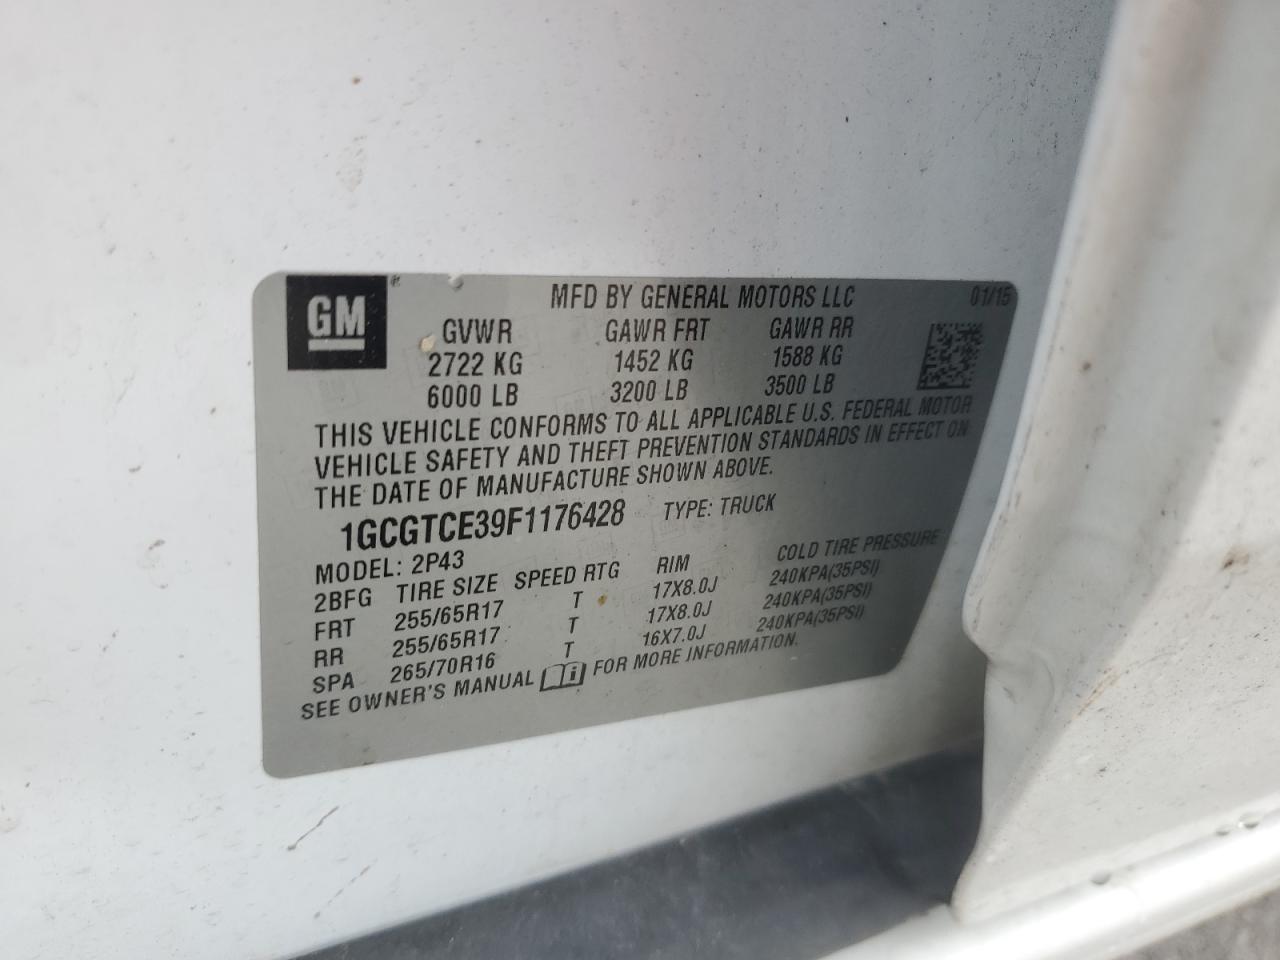 GM ®
MFD BY GENERAL MOTORS LLC 01/15
GVWR GAWR FRT GAWR RR
2722 KG 1452 KG 1588 KG
6000 LB 3200 LB 3500 LB
THIS VEHICLE CONFORMS TO ALL APPLICABLE U.S. FEDERAL MOTOR
VEHICLE SAFETY AND THEFT PREVENTION STANDARDS IN EFFECT ON
THE DATE OF MANUFACTURE SHOWN ABOVE.
1GCGTCE39F1176428 TYPE: TRUCK
MODEL: 2P43
2BFG TIRE SIZE SPEED RTG RIM COLD TIRE PRESSURE
FRT 255/65R17 T 17X8.0J 240KPA(35PSI)
RR 255/65R17 T 17X8.0J 240KPA(35PSI)
SPA 265/70R16 T 16X7.0J 240KPA(35PSI)
SEE OWNER'S MANUAL i FOR MORE INFORMATION.